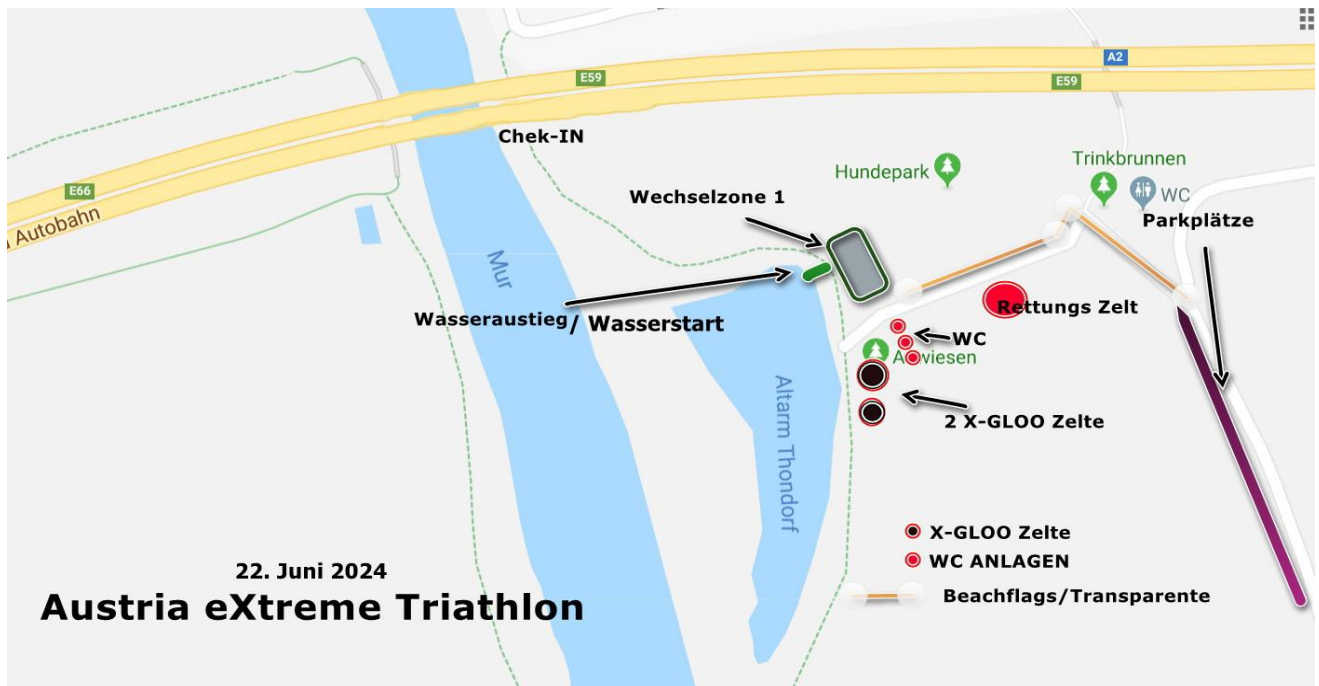 A2
E59
E59
Chek-IN
Trinkbrunnen
Hundepark
WC
E66
Wechselzone 1
Parkplätze
Autobahn
Mur
Rettungs Zelt
Wasseraustieg/ Wasserstart
WC
2 X-GLOO Zelte
Altarm Thondorf
X-GLOO Zelte
WC ANLAGEN
22. Juni 2024
Beachflags/Transparente
Austria eXtreme Triathlon